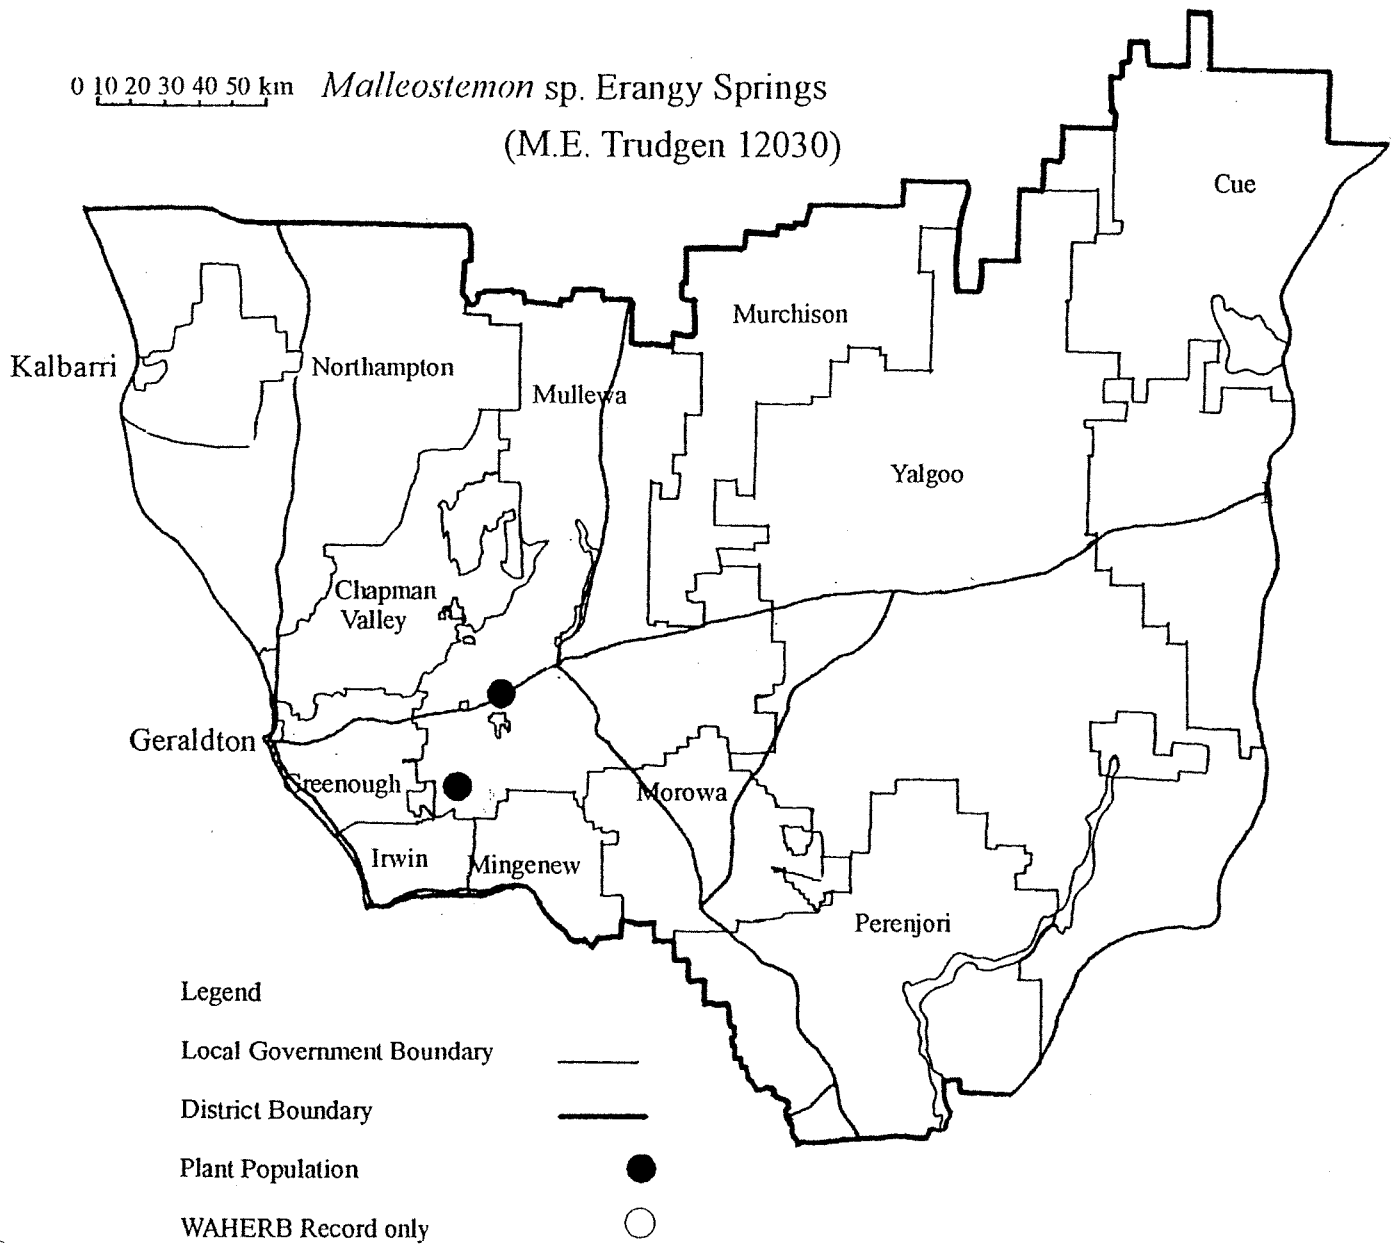 0 10 20 30 40 50 km
Malleostemon sp. Erangy Springs
(M.E. Trudgen 12030)
Cue
Murchison
Kalbarri
Northampton
Mullewa
Yalgoo
Chapman
Valley
Geraldton
Greenough
Morowa
Irwin
Mingenew
Perenjori
Legend
Local Government Boundary
District Boundary
Plant Population
WAHERB Record only